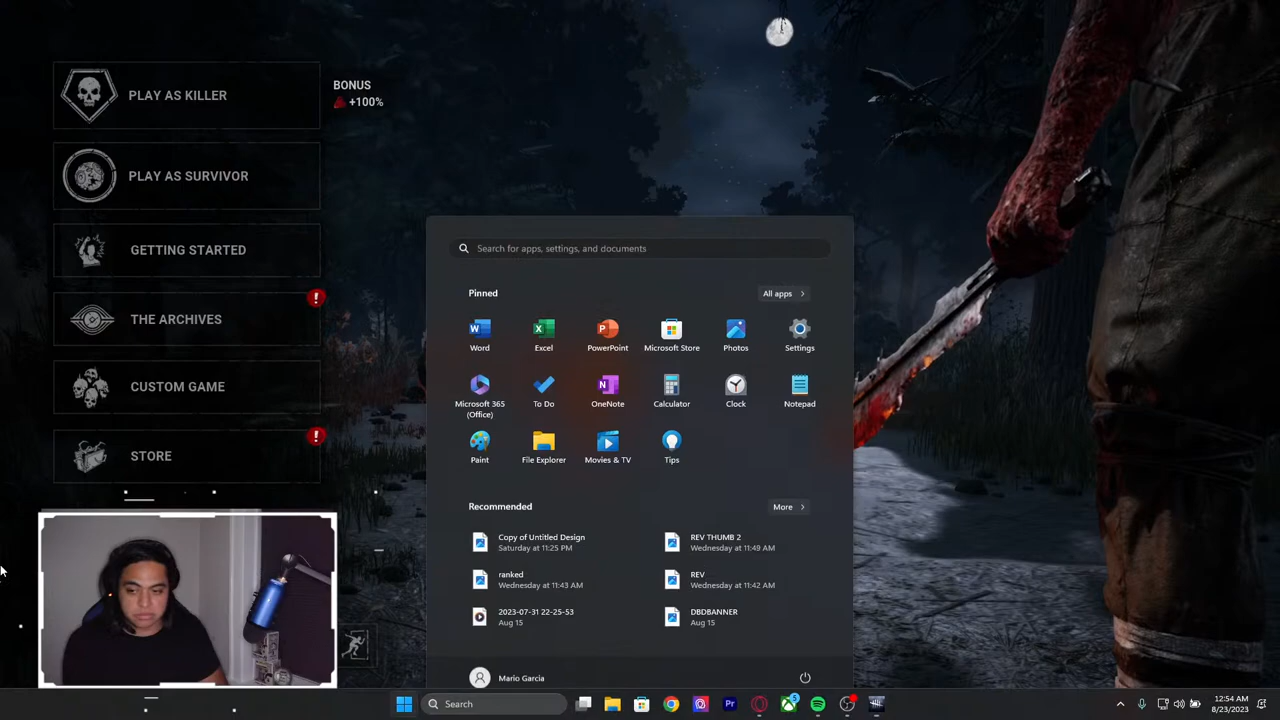 PLAY AS KILLER
BONUS
+100%
PLAY AS SURVIVOR
GETTING STARTED
THE ARCHIVES
!
CUSTOM GAME
STORE
!
Search for apps, settings, and documents
Pinned
All apps
Word
Excel
PowerPoint
Microsoft Store
Photos
Settings
Microsoft 365
(Office)
To Do
OneNote
Calculator
Clock
Notepad
Paint
File Explorer
Movies & TV
Tips
Recommended
More
Copy of Untitled Design
Saturday at 11:25 PM
REV THUMB 2
Wednesday at 11:49 AM
ranked
Wednesday at 11:43 AM
REV
Wednesday at 11:42 AM
2023-07-31 22-25-53
Aug 15
DBDBANNER
Aug 15
Mario Garcia
Search
Pr
5
12:54 AM
8/23/2023